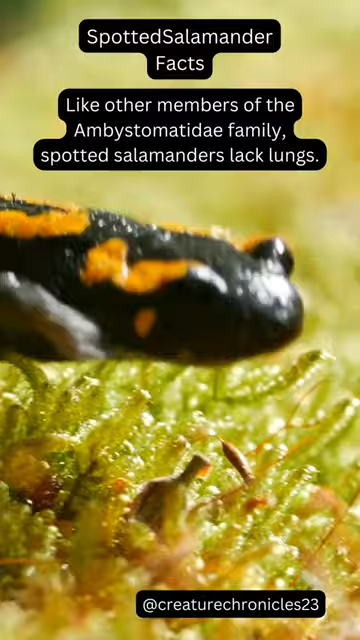 SpottedSalamander
Facts
Like other members of the
Ambystomatidae family,
spotted salamanders lack lungs.
@creaturechronicles23